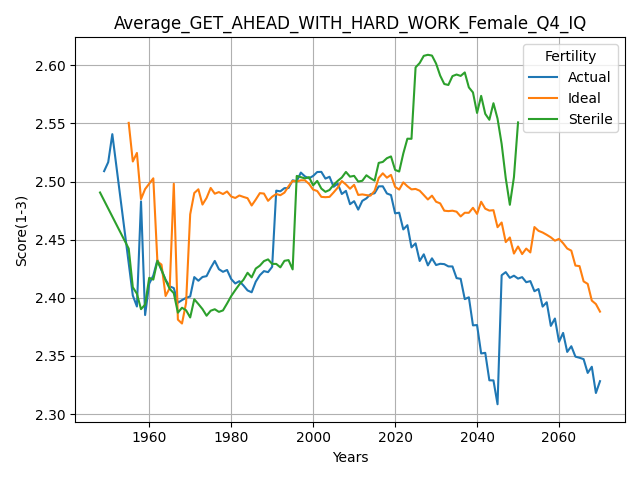 Average_GET_AHEAD_WITH_HARD_WORK_Female_Q4_IQ
Fertility
Actual
Ideal
Sterile
Score(1-3)
2.60
2.55
2.50
2.45
2.40
2.35
2.30
1960 1980 2000 2020 2040 2060
Years